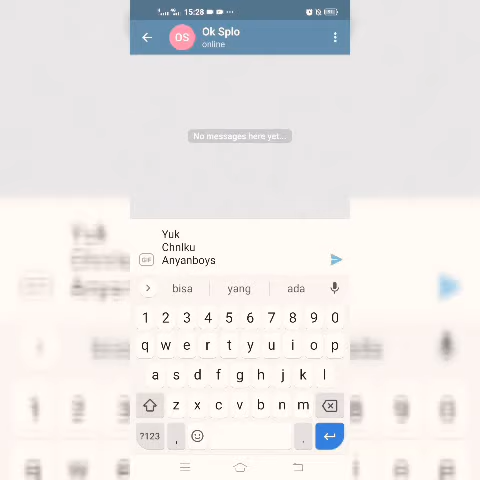 15:28
OS
Ok Splo
online
No messages here yet...
Yuk
Chnlku
GIF
Anyanboys
bisa yang ada
1 2 3 4 5 6 7 8 9 0
q w e r t y u i o p
a s d f g h j k l
z x c v b n m
?123 , .